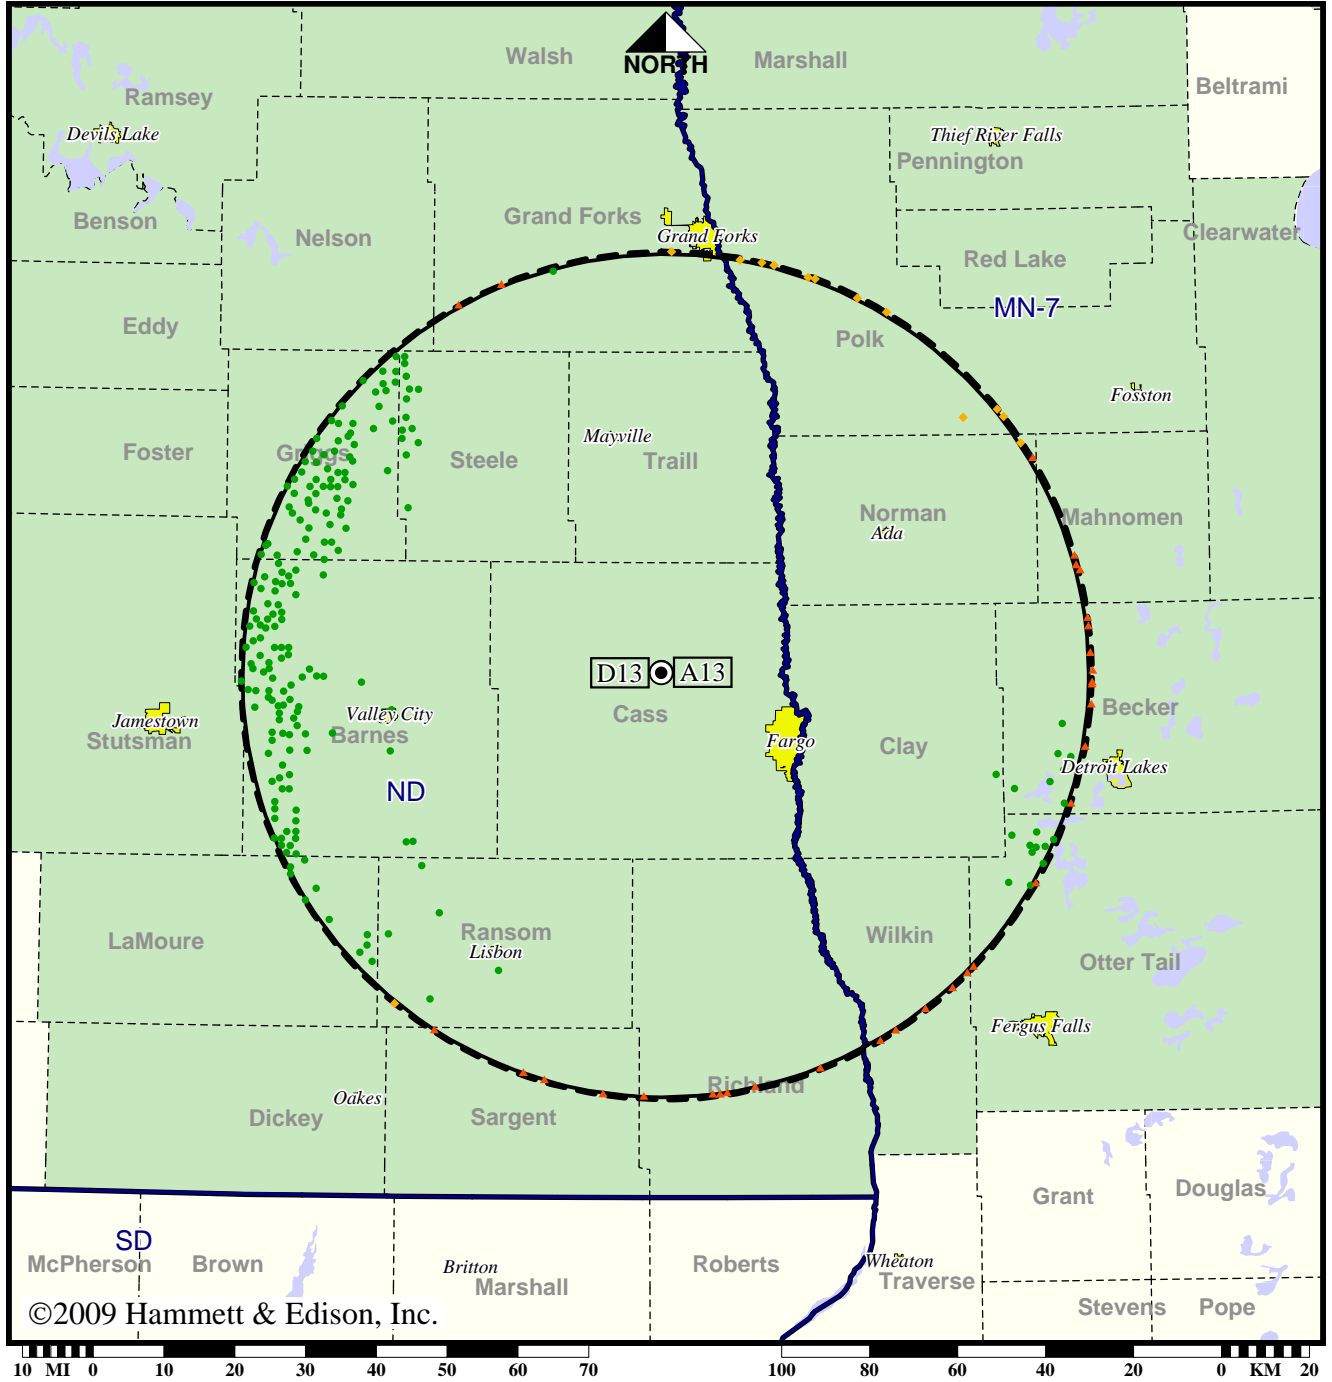 Walsh
NORTH
Marshall
Beltrami
Ramsey
Devils Lake
Thief River Falls
Pennington
Benson
Grand Forks
Grand Forks
Nelson
Clearwater
Red Lake
MN-7
Eddy
Polk
Fosston
Mayville
Foster
Griggs
Steele
Traill
Norman
Ada
Mahnomen
D13
A13
Valley City
Cass
Becker
Jamestown
Stutsman
Barnes
Fargo
Clay
Detroit Lakes
ND
LaMoure
Ransom
Lisbon
Wilkin
Otter Tail
Fergus Falls
Richland
Oakes
Dickey
Sargent
Grant
Douglas
SD
McPherson
Brown
Britton
Marshall
Roberts
Wheaton
Traverse
Stevens
Pope
©2009 Hammett & Edison, Inc.
10 MI 0 10 20 30 40 50 60 70 100 80 60 40 20 0 KM 20